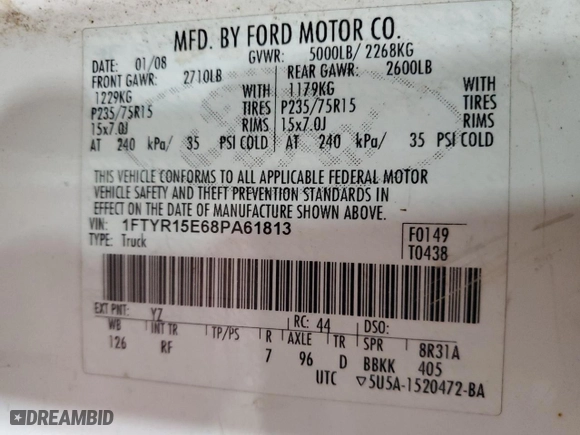 MFD. BY FORD MOTOR CO.
DATE: 01/08 GVWR: 5000LB/ 2268KG
FRONT GAWR: 2710LB REAR GAWR: 2600LB
1229KG WITH 1179KG WITH
P235/75R15 TIRES P235/75R15 TIRES
15x7.0J RIMS 15x7.0J RIMS
AT 240 kPa/ 35 PSI COLD AT 240 kPa/ 35 PSI COLD
THIS VEHICLE CONFORMS TO ALL APPLICABLE FEDERAL MOTOR
VEHICLE SAFETY AND THEFT PREVENTION STANDARDS IN
EFFECT ON THE DATE OF MANUFACTURE SHOWN ABOVE.
VIN: 1FTYR15E68PA61813 F0149
TYPE: Truck T0438
EXT PNT: YZ RC: 44 DSO:
WB INT TR TP/PS R AXLE TR SPR 8R31A
126 RF 7 96 D BBKK 405
UTC ▽5U5A-1520472-BA
DREAMBID